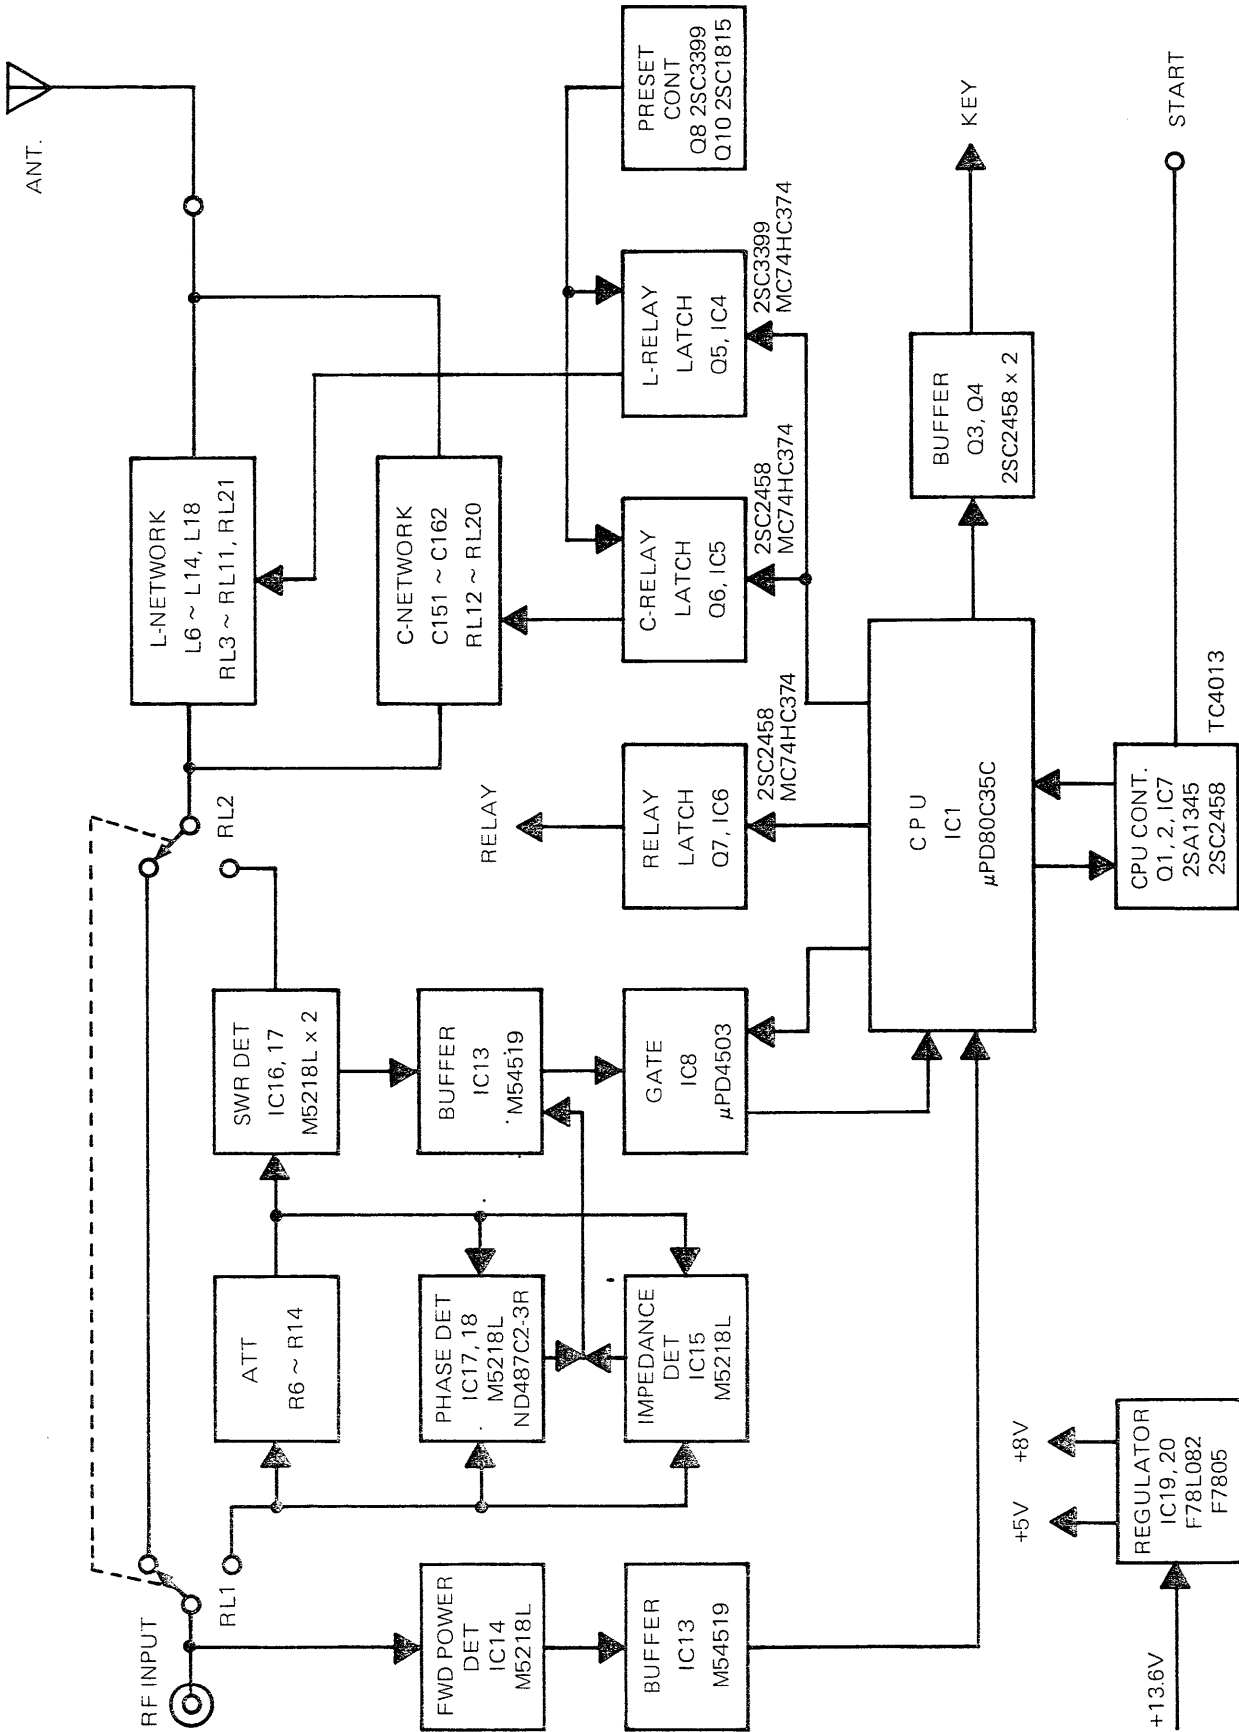 RF INPUT
RL1
RL2
ANT.
ATT
R6 ~ R14
SWR DET
IC16, 17
M5218L x 2
L-NETWORK
L6 ~ L14, L18
RL3 ~ RL11, RL21
FWD POWER
DET
IC14
M5218L
PHASE DET
IC17, 18
M5218L
ND487C2-3R
BUFFER
IC13
M54519
C-NETWORK
C151 ~ C162
RL12 ~ RL20
RELAY
BUFFER
IC13
M54519
IMPEDANCE
DET
IC15
M5218L
GATE
IC8
μPD4503
RELAY
LATCH
Q7, IC6
2SC2458
MC74HC374
C-RELAY
LATCH
Q6, IC5
2SC2458
MC74HC374
L-RELAY
LATCH
Q5, IC4
2SC3399
MC74HC374
PRESET
CONT
Q8 2SC3399
Q10 2SC1815
CPU
IC1
μPD80C35C
BUFFER
Q3, Q4
2SC2458 x 2
KEY
+5V
+8V
+13.6V
REGULATOR
IC19, 20
F78L082
F7805
CPU CONT.
Q1, 2, IC7
2SA1345
2SC2458
TC4013
START